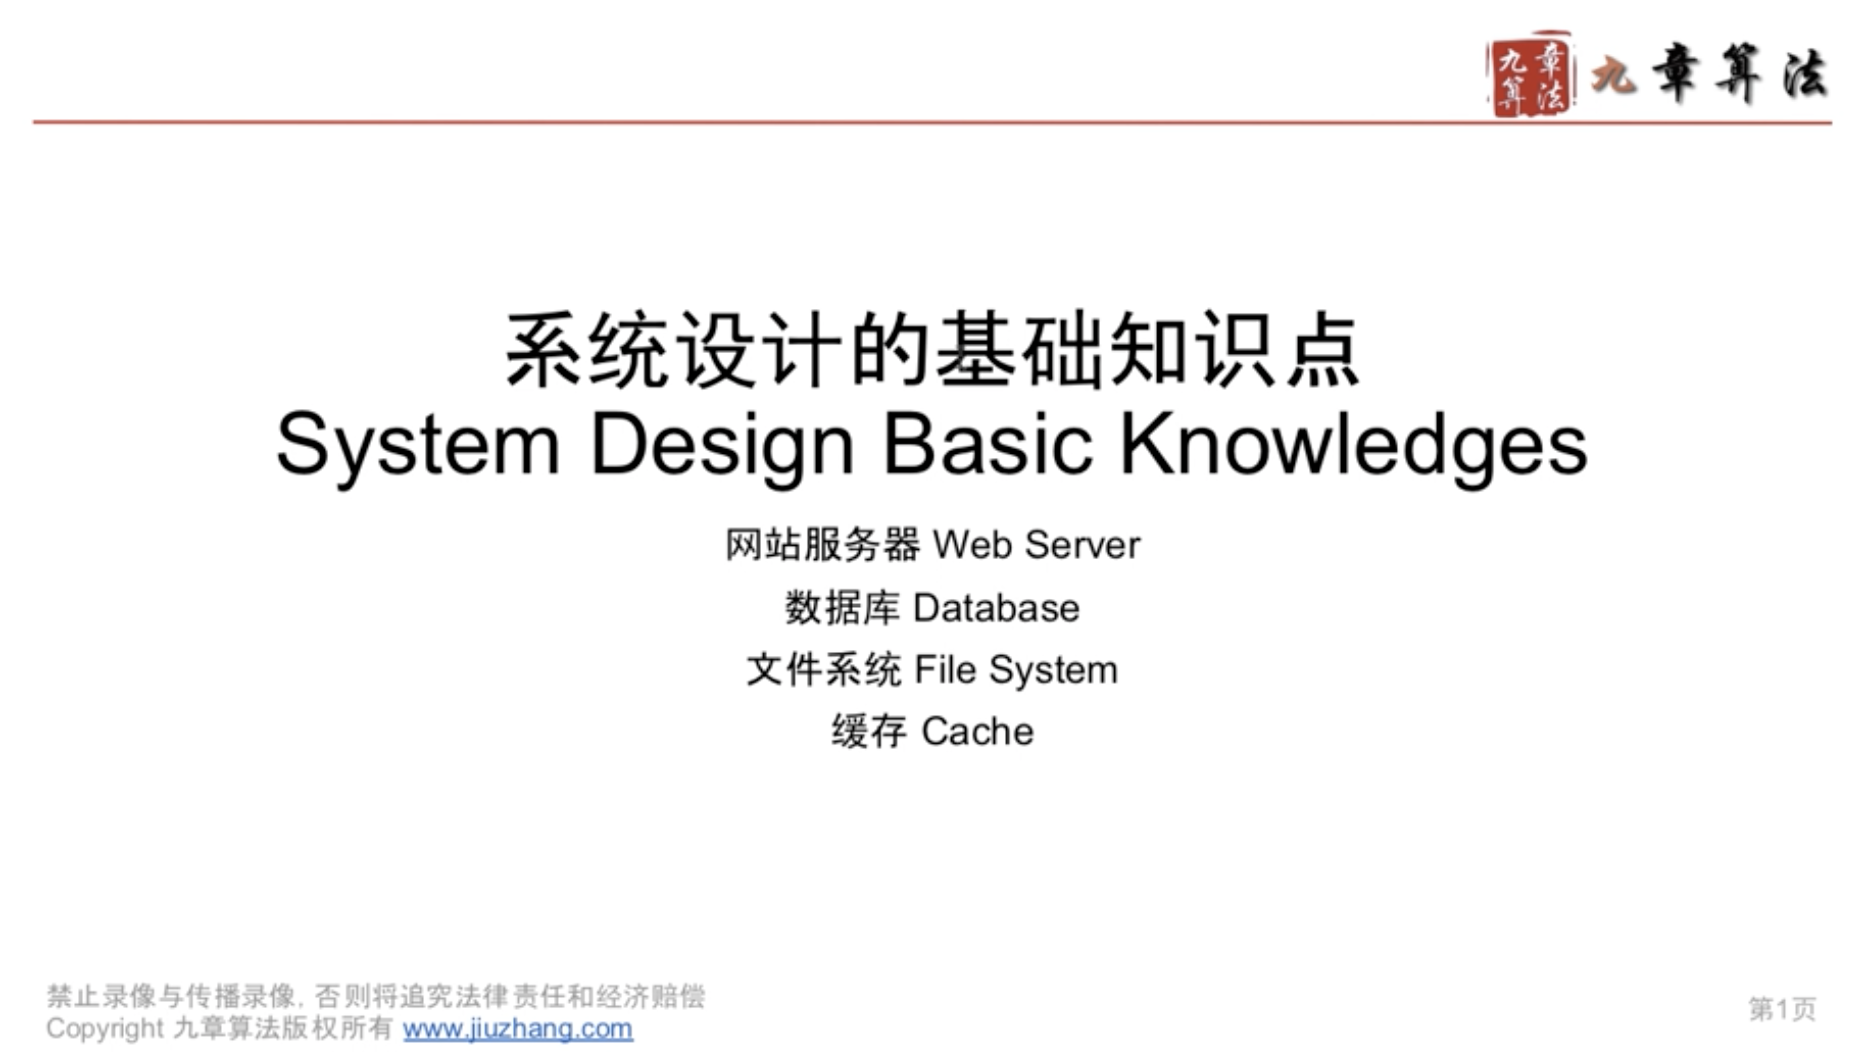 九章算法 九章算法
系统设计的基础知识点
System Design Basic Knowledges
网站服务器 Web Server
数据库 Database
文件系统 File System
缓存 Cache
禁止录像与传播录像, 否则将追究法律责任和经济赔偿
Copyright 九章算法版权所有 www.jiuzhang.com
第1页